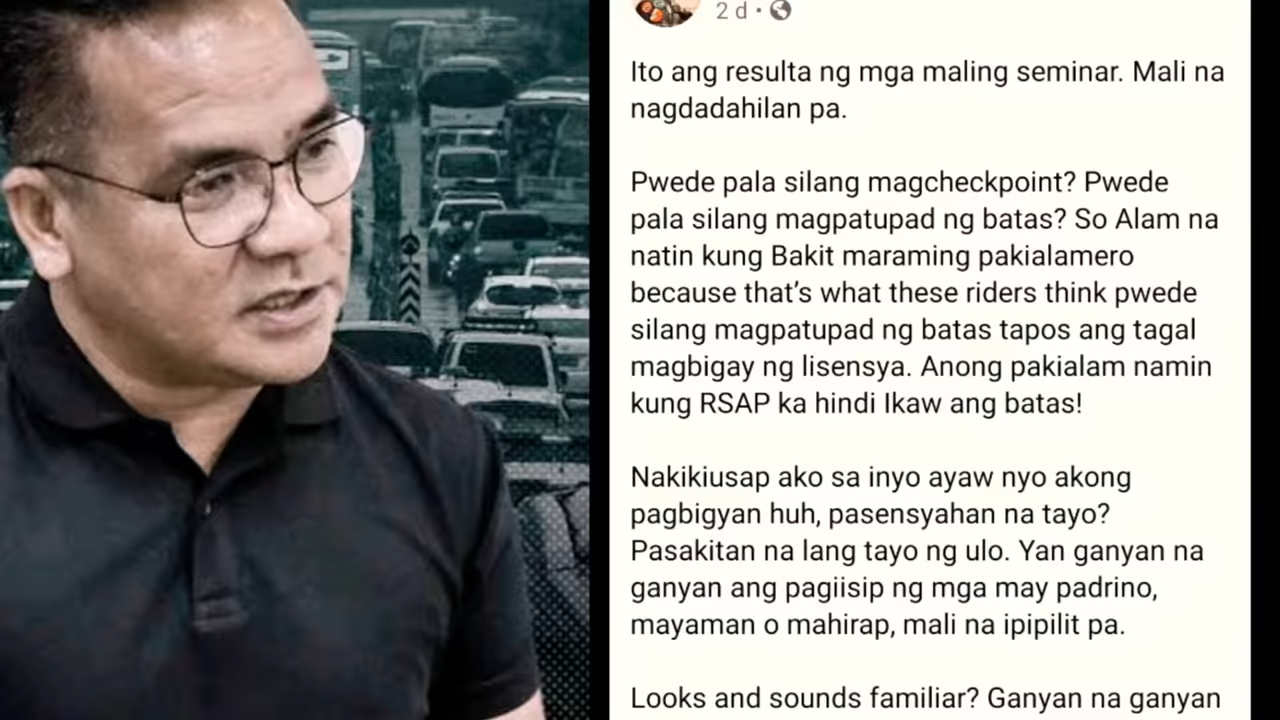 2 d •
Ito ang resulta ng mga maling seminar. Mali na
nagdadahilan pa.
Pwede pala silang magcheckpoint? Pwede
pala silang magpatupad ng batas? So Alam na
natin kung Bakit maraming pakialamero
because that's what these riders think pwede
silang magpatupad ng batas tapos ang tagal
magbigay ng lisensya. Anong pakialam namin
kung RSAP ka hindi Ikaw ang batas!
Nakikiusap ako sa inyo ayaw nyo akong
pagbigyan huh, pasensyahan na tayo?
Pasakitan na lang tayo ng ulo. Yan ganyan na
ganyan ang pagiisip ng mga may padrino,
mayaman o mahirap, mali na ipipilit pa.
Looks and sounds familiar? Ganyan na ganyan